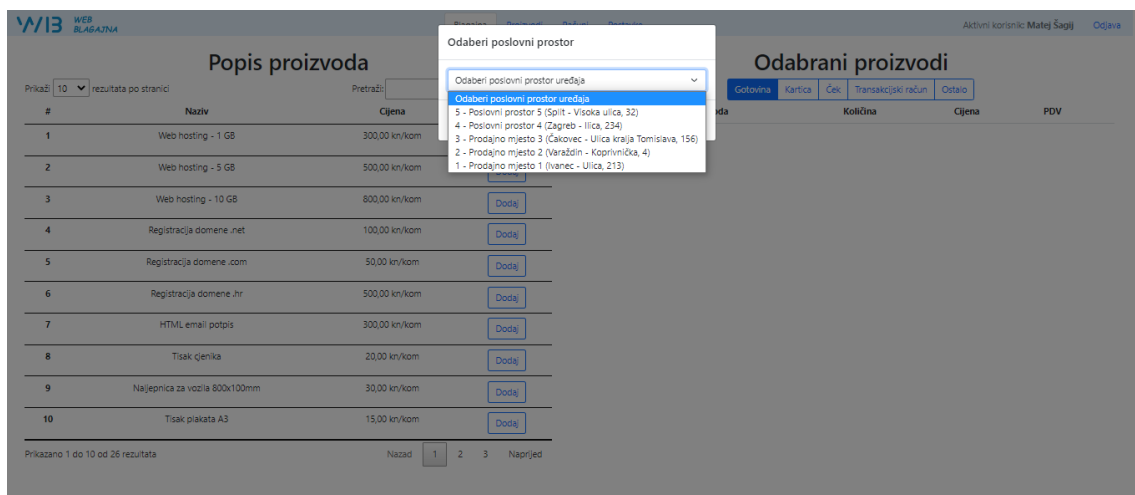 WB WEB
BLAGAJNA
Blagajna Proizvodi Računi Postavke
Aktivni korisnik: Matej Šagij Odjava
Odaberi poslovni prostor
Odaberi poslovni prostor uređaja
Odaberi poslovni prostor uređaja
5 - Poslovni prostor 5 (Split - Visoka ulica, 32)
4 - Poslovni prostor 4 (Zagreb - Ilica, 234)
3 - Prodajno mjesto 3 (Čakovec - Ulica kralja Tomislava, 156)
2 - Prodajno mjesto 2 (Varaždin - Koprivnička, 4)
1 - Prodajno mjesto 1 (Ivanec - Ulica, 213)
Popis proizvoda
Prikaži 10 rezultata po stranici
Pretraži:
# Naziv Cijena
1 Web hosting - 1 GB 300,00 kn/kom
2 Web hosting - 5 GB 500,00 kn/kom
3 Web hosting - 10 GB 800,00 kn/kom Dodaj
4 Registracija domene .net 100,00 kn/kom Dodaj
5 Registracija domene .com 50,00 kn/kom Dodaj
6 Registracija domene .hr 500,00 kn/kom Dodaj
7 HTML email potpis 300,00 kn/kom Dodaj
8 Tisak cjenika 20,00 kn/kom Dodaj
9 Naljepnica za vozila 800x100mm 30,00 kn/kom Dodaj
10 Tisak plakata A3 15,00 kn/kom Dodaj
Prikazano 1 do 10 od 26 rezultata
Nazad 1 2 3 Naprijed
Odabrani proizvodi
Gotovina Kartica Ček Transakcijski račun Ostalo
Količina Cijena PDV